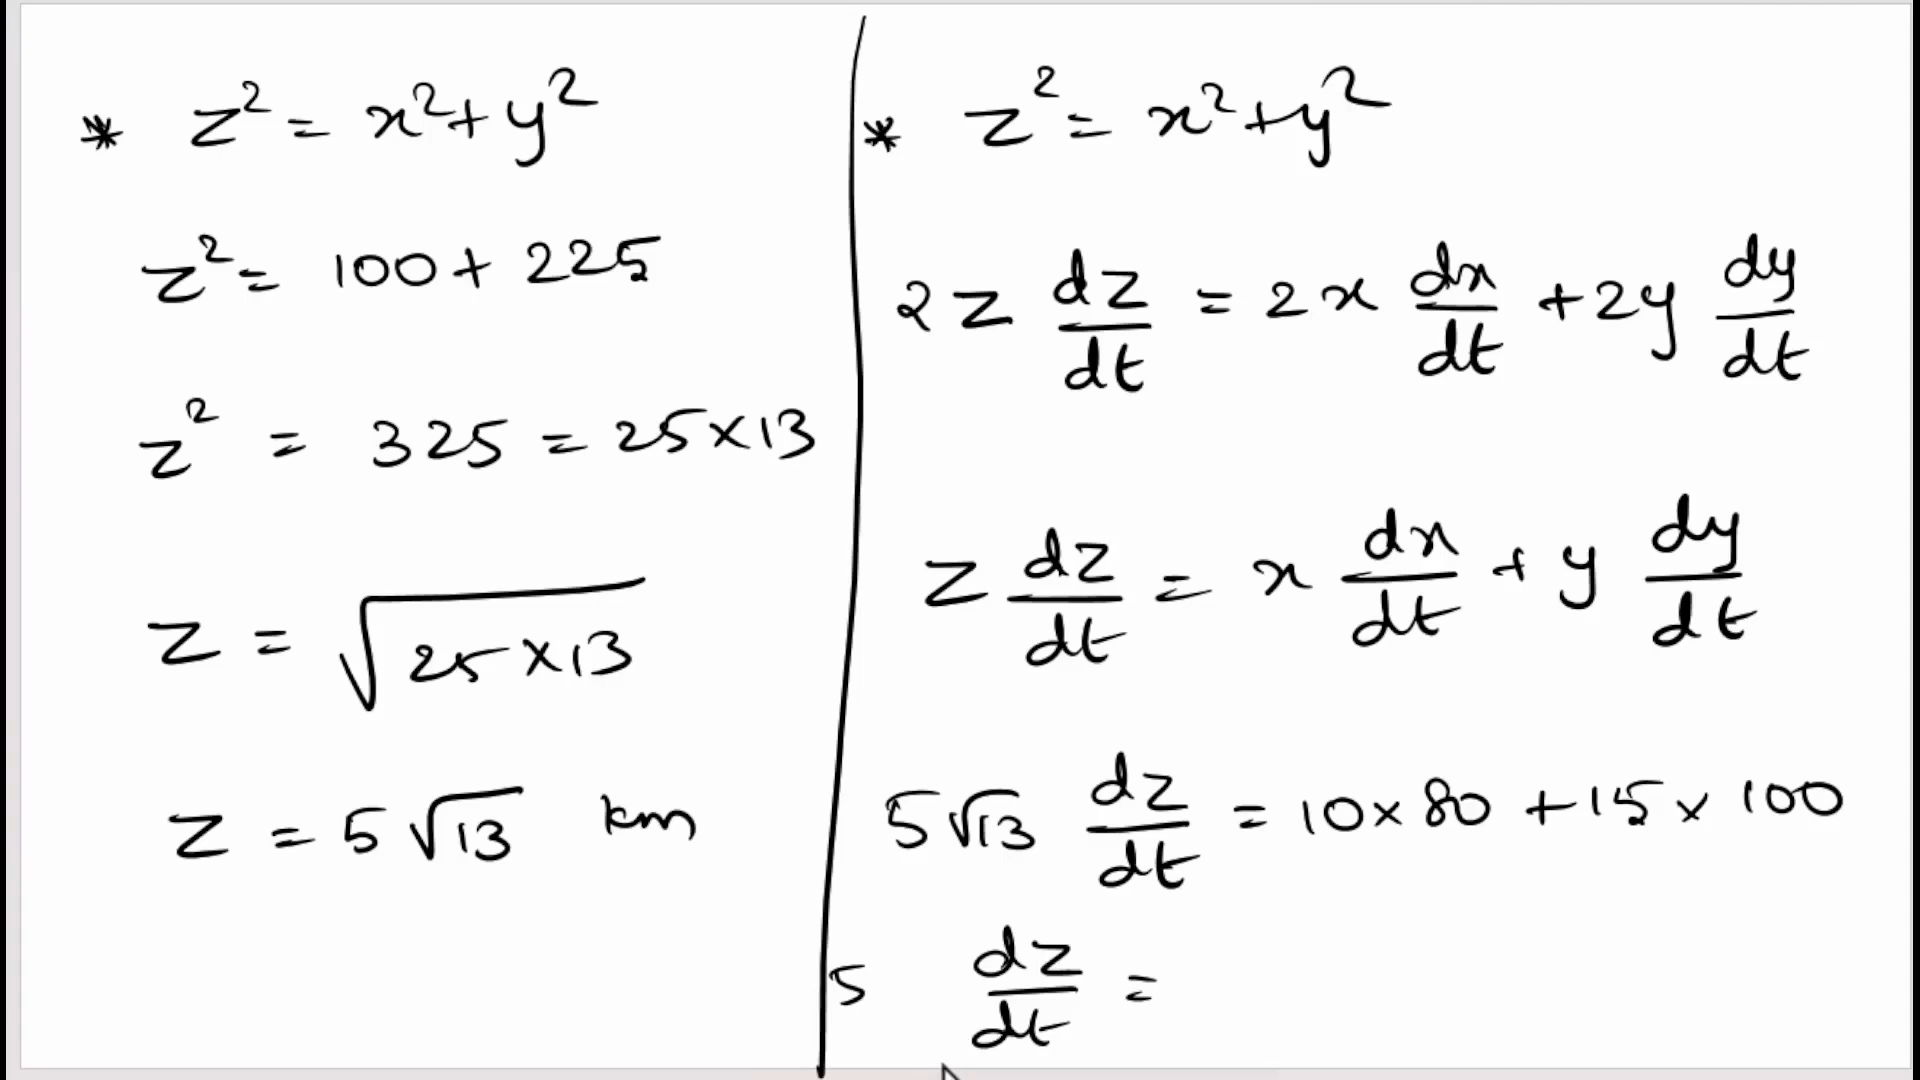 * z² = x² + y²
z² = 100 + 225
z² = 325 = 25 × 13
z = √25 × 13
z = 5 √13 km
* z² = x² + y²
2 z dz/dt = 2 x dx/dt + 2y dy/dt
z dz/dt = x dx/dt + y dy/dt
5 √13 dz/dt = 10 × 80 + 15 × 100
5 dz/dt =